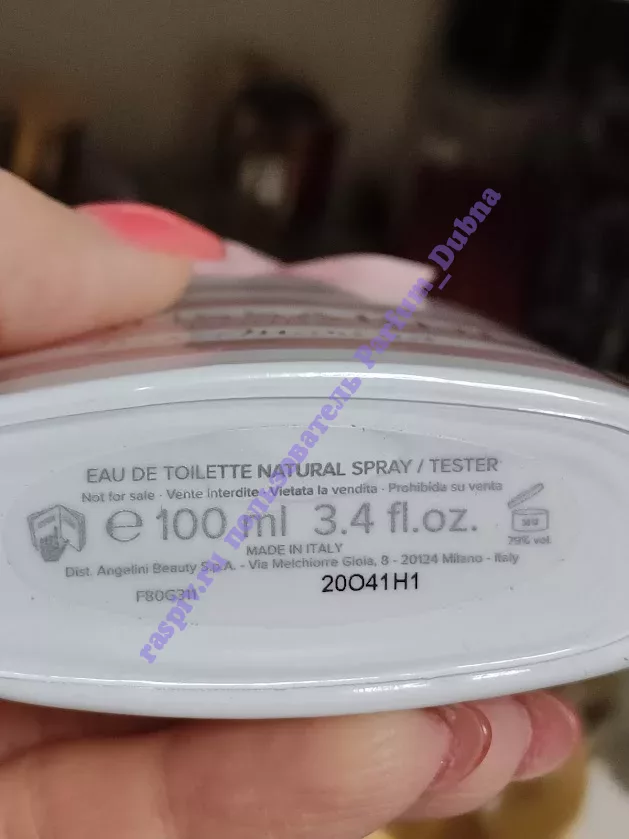 EAU DE TOILETTE NATURAL SPRAY / TESTER
Not for sale - Vente interdite - Vietata la vendita - Prohibida su venta
e 100 ml 3.4 fl.oz.
79% vol
MADE IN ITALY
Dist. Angelini Beauty S.p.A. - Via Melchiorre Gioia, 8 - 20124 Milano - Italy
F80G311
20O41H1
raspiv.ru пользователь Parfum_Dubna